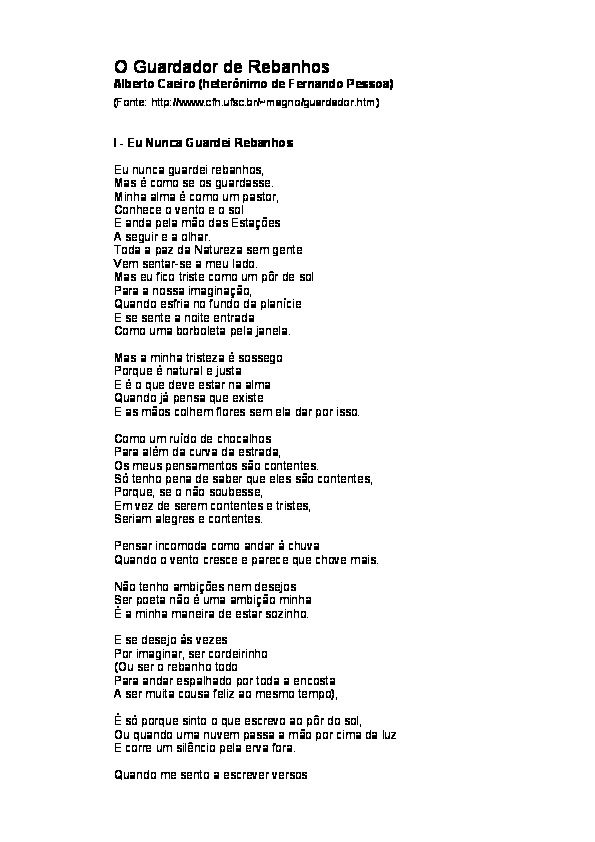 O Guardador de Rebanhos
Alberto Caeiro (heterônimo de Fernando Pessoa)
(Fonte: http://www.cfh.ufsc.br/~magno/guardador.htm)
I - Eu Nunca Guardei Rebanhos
Eu nunca guardei rebanhos,
Mas é como se os guardasse.
Minha alma é como um pastor,
Conhece o vento e o sol
E anda pela mão das Estações
A seguir e a olhar.
Toda a paz da Natureza sem gente
Vem sentar-se a meu lado.
Mas eu fico triste como um pôr de sol
Para a nossa imaginação,
Quando esfria no fundo da planície
E se sente a noite entrada
Como uma borboleta pela janela.
Mas a minha tristeza é sossego
Porque é natural e justa
E é o que deve estar na alma
Quando já pensa que existe
E as mãos colhem flores sem ela dar por isso.
Como um ruído de chocalhos
Para além da curva da estrada,
Os meus pensamentos são contentes.
Só tenho pena de saber que eles são contentes,
Porque, se o não soubesse,
Em vez de serem contentes e tristes,
Seriam alegres e contentes.
Pensar incomoda como andar à chuva
Quando o vento cresce e parece que chove mais.
Não tenho ambições nem desejos
Ser poeta não é uma ambição minha
É a minha maneira de estar sozinho.
E se desejo às vezes
Por imaginar, ser cordeirinho
(Ou ser o rebanho todo
Para andar espalhado por toda a encosta
A ser muita cousa feliz ao mesmo tempo),
É só porque sinto o que escrevo ao pôr do sol,
Ou quando uma nuvem passa a mão por cima da luz
E corre um silêncio pela erva fora.
Quando me sento a escrever versos